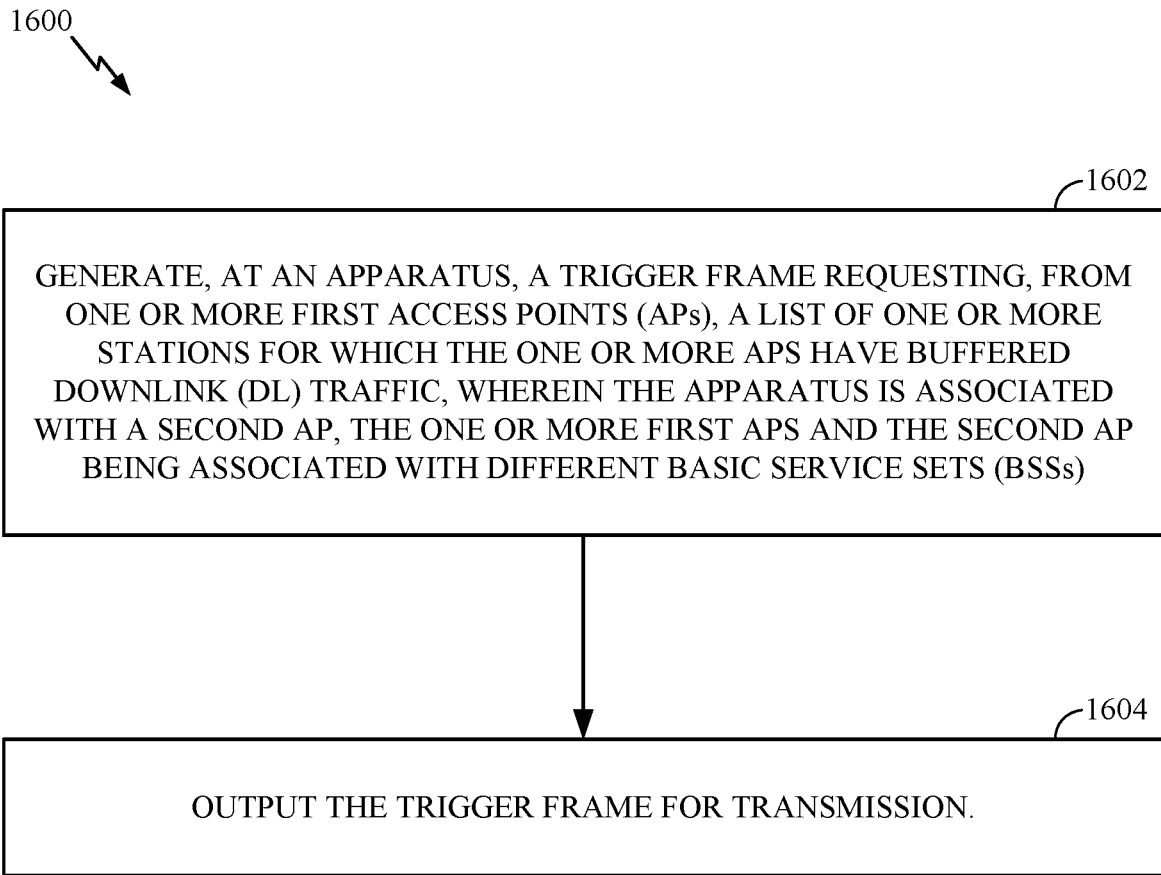 1600
1602
GENERATE, AT AN APPARATUS, A TRIGGER FRAME REQUESTING, FROM
ONE OR MORE FIRST ACCESS POINTS (APs), A LIST OF ONE OR MORE
STATIONS FOR WHICH THE ONE OR MORE APS HAVE BUFFERED
DOWNLINK (DL) TRAFFIC, WHEREIN THE APPARATUS IS ASSOCIATED
WITH A SECOND AP, THE ONE OR MORE FIRST APS AND THE SECOND AP
BEING ASSOCIATED WITH DIFFERENT BASIC SERVICE SETS (BSSs)
1604
OUTPUT THE TRIGGER FRAME FOR TRANSMISSION.